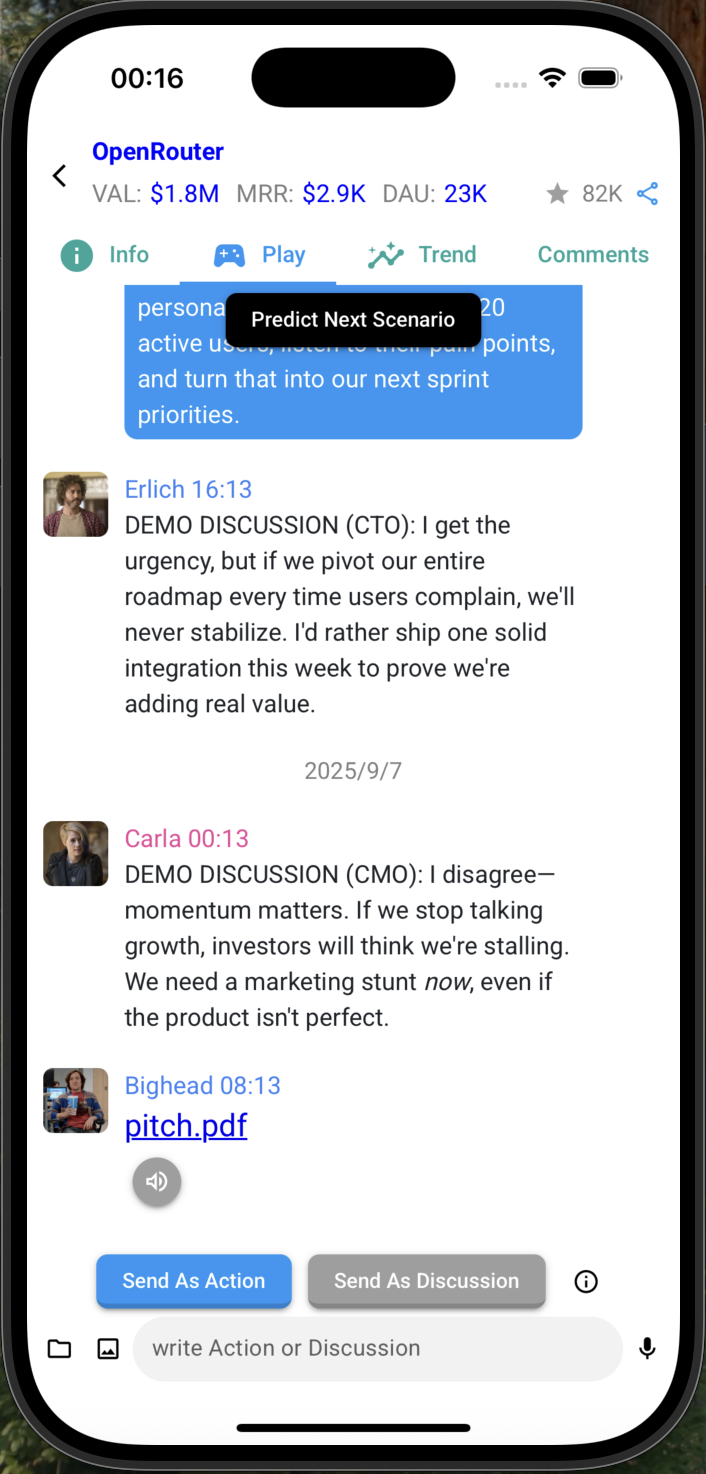 00:16
OpenRouter
VAL: $1.8M MRR: $2.9K DAU: 23K 82K
Info Play Trend Comments
persona 20
Predict Next Scenario
active users, listen to their pain points,
and turn that into our next sprint
priorities.
Erlich 16:13
DEMO DISCUSSION (CTO): I get the
urgency, but if we pivot our entire
roadmap every time users complain, we'll
never stabilize. I'd rather ship one solid
integration this week to prove we're
adding real value.
2025/9/7
Carla 00:13
DEMO DISCUSSION (CMO): I disagree—
momentum matters. If we stop talking
growth, investors will think we're stalling.
We need a marketing stunt now, even if
the product isn't perfect.
Bighead 08:13
pitch.pdf
Send As Action Send As Discussion
write Action or Discussion